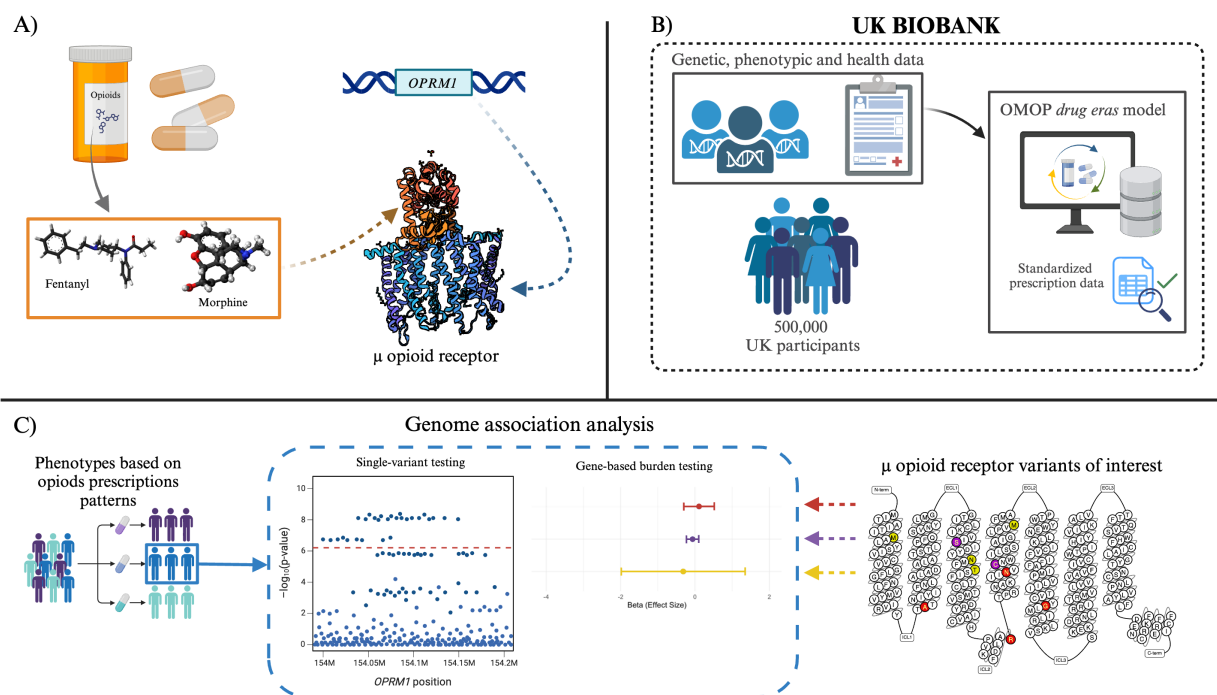 A)
Opioids
OPRM1
Fentanyl
Morphine
μ opioid receptor
B)
UK BIOBANK
Genetic, phenotypic and health data
OMOP drug eras model
Standardized
prescription data
500,000
UK participants
C)
Genome association analysis
Phenotypes based on
opiods prescriptions
patterns
Single-variant testing
−log₁₀(p-value)
10
8
6
4
2
0
154M
154.05M
154.1M
154.15M
154.2M
OPRM1 position
Gene-based burden testing
-4
-2
0
2
Beta (Effect Size)
μ opioid receptor variants of interest
N-term
ECL1
ECL2
ECL3
ICL1
ICL2
ICL3
C-term